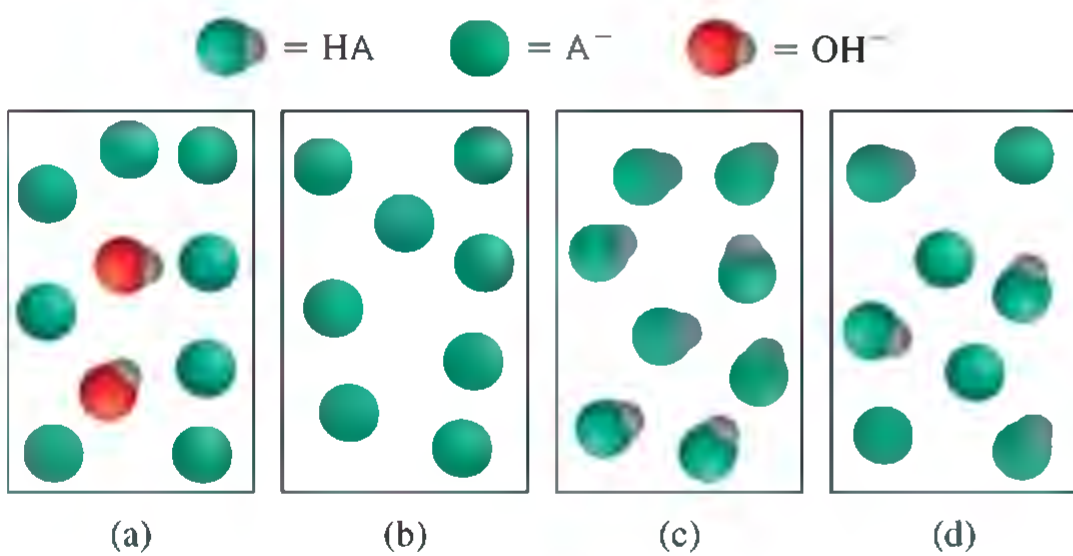 = HA = A⁻ = OH⁻
(a) (b) (c) (d)